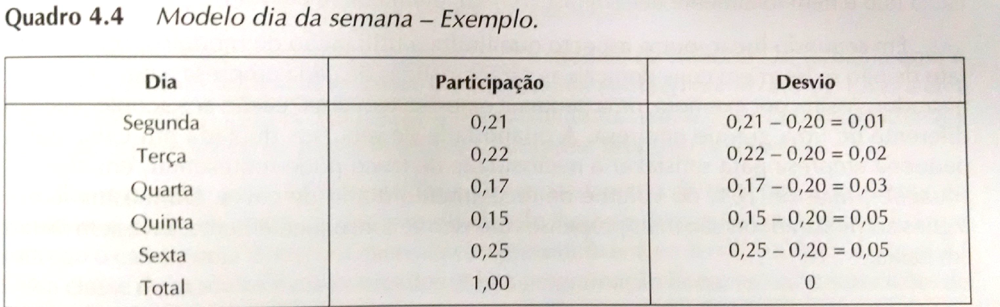 Quadro 4.4 Modelo dia da semana – Exemplo.
Dia Participação Desvio
Segunda 0,21 0,21 – 0,20 = 0,01
Terça 0,22 0,22 – 0,20 = 0,02
Quarta 0,17 0,17 – 0,20 = 0,03
Quinta 0,15 0,15 – 0,20 = 0,05
Sexta 0,25 0,25 – 0,20 = 0,05
Total 1,00 0